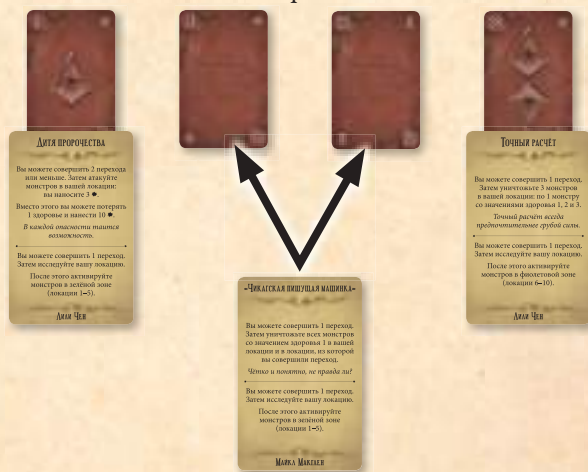 Дитя пророчества
Вы можете совершить 2 перехода
или меньше. Затем атакуйте
монстров в вашей локации:
вы наносите 3
Вместо этого вы можете потерять
1 здоровье и нанести 10
В каждой опасности таится
возможность.
Вы можете совершить 1 переход.
Затем исследуйте вашу локацию.
После этого активируйте
монстров в зелёной зоне
(локации 1–5).
Лили Чен
«Чикагская пишущая машинка»
Вы можете совершить 1 переход.
Затем уничтожьте всех монстров
со значением здоровья 1 в вашей
локации и в локации, из которой
вы совершили переход.
Чётко и понятно, не правда ли?
Вы можете совершить 1 переход.
Затем исследуйте вашу локацию.
После этого активируйте
монстров в зелёной зоне
(локации 1–5).
Майкл Макглен
Точный расчёт
Вы можете совершить 1 переход.
Затем уничтожьте 3 монстров
в вашей локации: по 1 монстру
со значениями здоровья 1, 2 и 3.
Точный расчёт всегда
предпочтительнее грубой силы.
Вы можете совершить 1 переход.
Затем исследуйте вашу локацию.
После этого активируйте
монстров в фиолетовой зоне
(локации 6–10).
Лили Чен